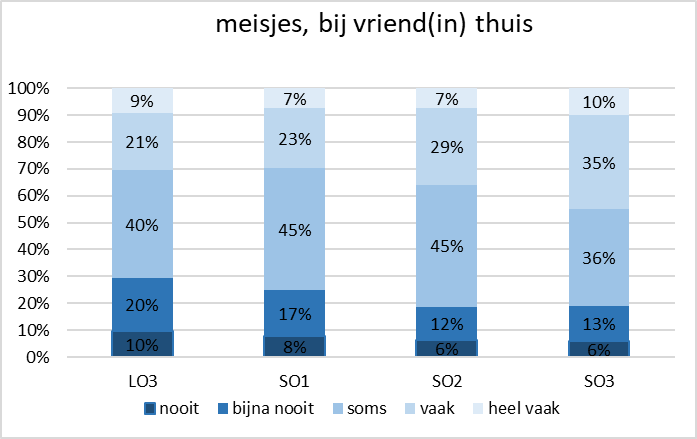 meisjes, bij vriend(in) thuis
100%
90%
80%
70%
60%
50%
40%
30%
20%
10%
0%
9% 7% 7% 10%
21% 23% 29% 35%
40% 45% 45% 36%
20% 17% 12% 13%
10% 8% 6% 6%
LO3 SO1 SO2 SO3
nooit bijna nooit soms vaak heel vaak